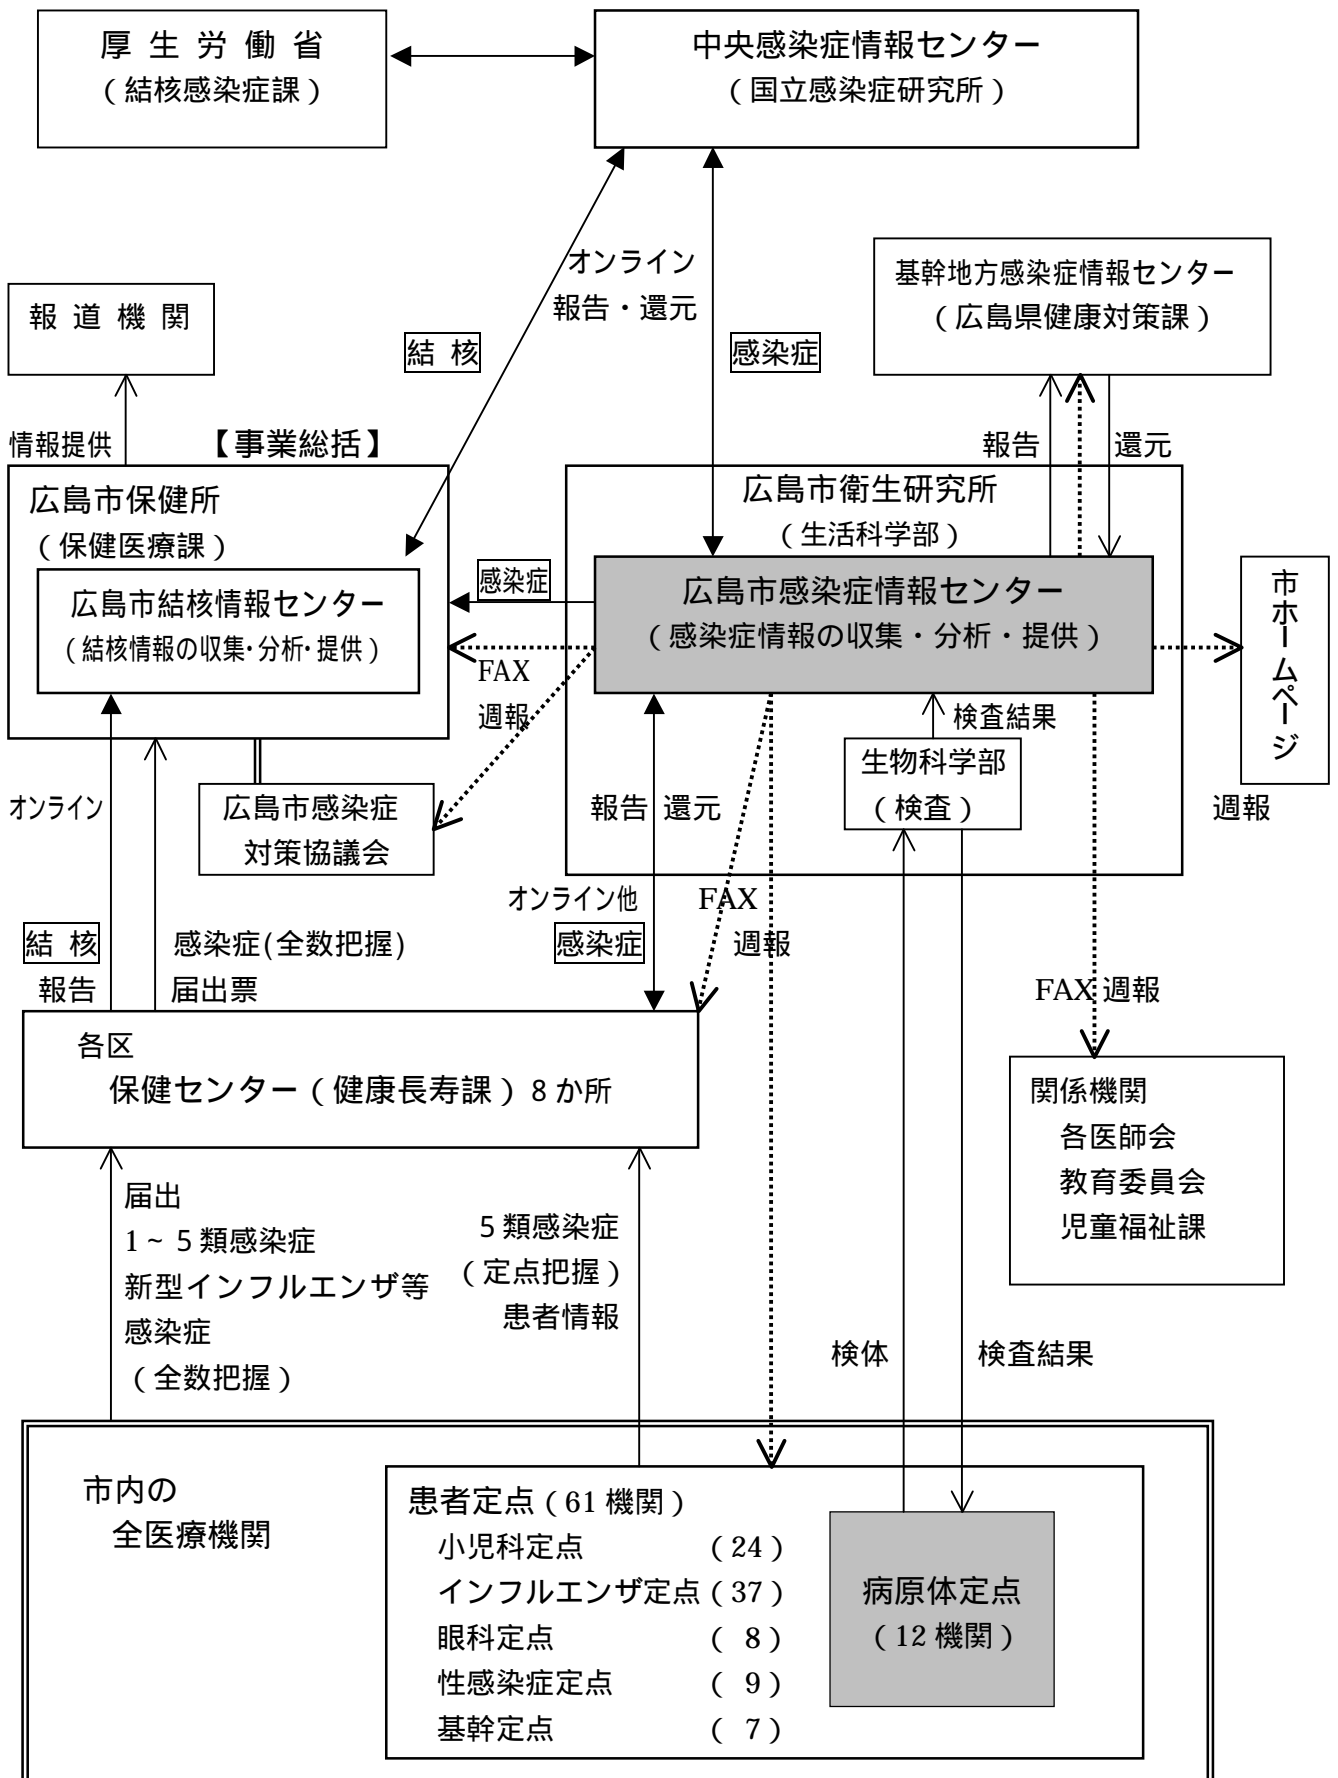 厚 生 労 働 省
（結核感染症課）
中央感染症情報センター
（国立感染症研究所）
オンライン
報告・還元
基幹地方感染症情報センター
（広島県健康対策課）
報 道 機 関
結 核
感染症
情報提供
【事業総括】
報告
還元
広島市保健所
（保健医療課）
広島市結核情報センター
（結核情報の収集・分析・提供）
感染症
FAX
週報
広島市衛生研究所
（生活科学部）
広島市感染症情報センター
（感染症情報の収集・分析・提供）
市ホームページ
週報
検査結果
生物科学部
（検査）
オンライン
広島市感染症
対策協議会
報告
還元
オンライン他
感染症
FAX
週報
結 核
報告
感染症(全数把握)
届出票
FAX 週報
各区
保健センター（健康長寿課）8か所
関係機関
各医師会
教育委員会
児童福祉課
届出
1～５類感染症
新型インフルエンザ等
感染症
（全数把握）
５類感染症
（定点把握）
患者情報
検体
検査結果
市内の
全医療機関
患者定点（61 機関）
小児科定点 （24）
インフルエンザ定点（37）
眼科定点 （ 8）
性感染症定点 （ 9）
基幹定点 （ 7）
病原体定点
（12 機関）